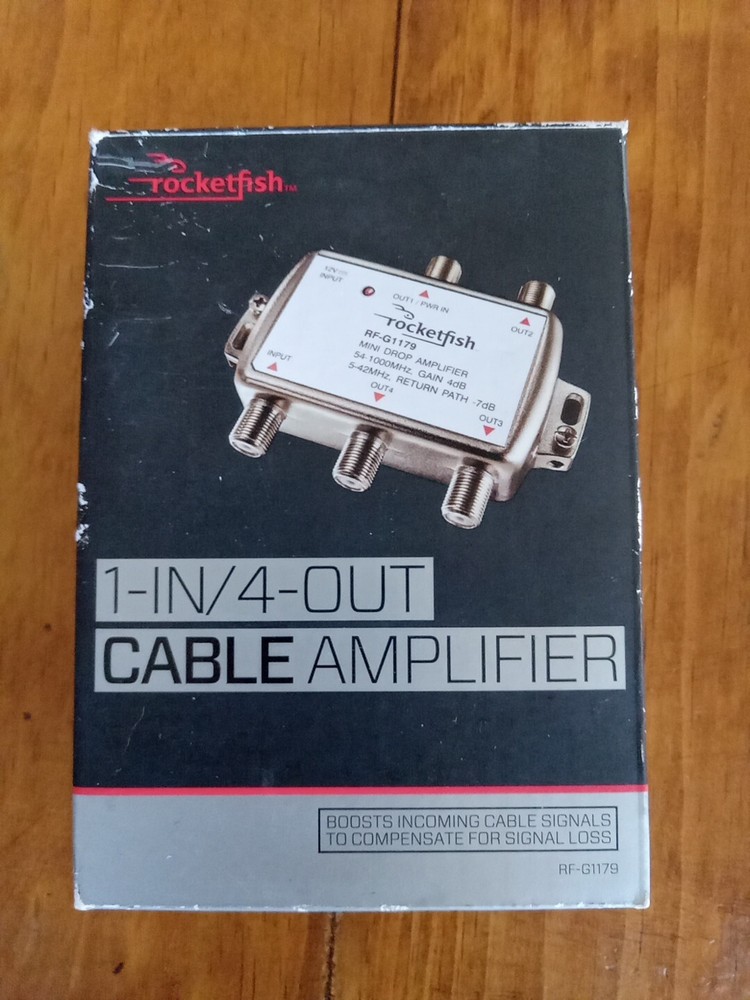 rocketfish™
12V⎓
INPUT
OUT1 / PWR IN
OUT2
rocketfish
RF-G1179
MINI DROP AMPLIFIER
54-1000MHz, GAIN 4dB
5-42MHz, RETURN PATH -7dB
INPUT
OUT4
OUT3
1-IN/4-OUT
CABLE AMPLIFIER
BOOSTS INCOMING CABLE SIGNALS
TO COMPENSATE FOR SIGNAL LOSS
RF-G1179